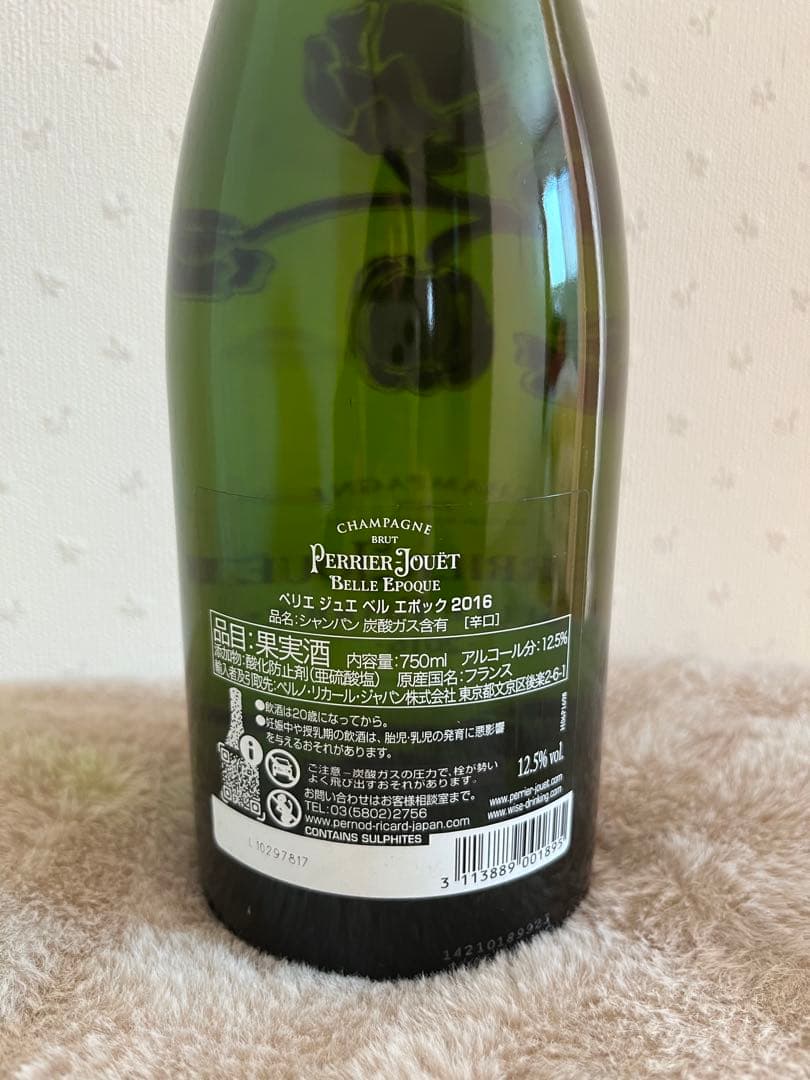 CHAMPAGNE
BRUT
PERRIER-JOUËT
BELLE EPOQUE
ペリエ ジュエ ベル エポック 2016
品名:シャンパン 炭酸ガス含有 [辛口]
品目:果実酒 内容量:750ml アルコール分:12.5%
添加物:酸化防止剤(亜硫酸塩) 原産国名:フランス
輸入者及引取先:ペルノ・リカール・ジャパン株式会社 東京都文京区後楽2-6-1
●飲酒は20歳になってから。
●妊娠中や授乳期の飲酒は、胎児・乳児の発育に悪影響
を与えるおそれがあります。
ご注意－炭酸ガスの圧力で、栓が勢い
よく飛び出すおそれがあります。
12.5% vol.
お問い合わせはお客様相談室まで。
TEL:03(5802)2756
www.pernod-ricard-japan.com
CONTAINS SULPHITES
www.perrier-jouet.com
www.wise-drinking.com
L10297817
3 113889 001895